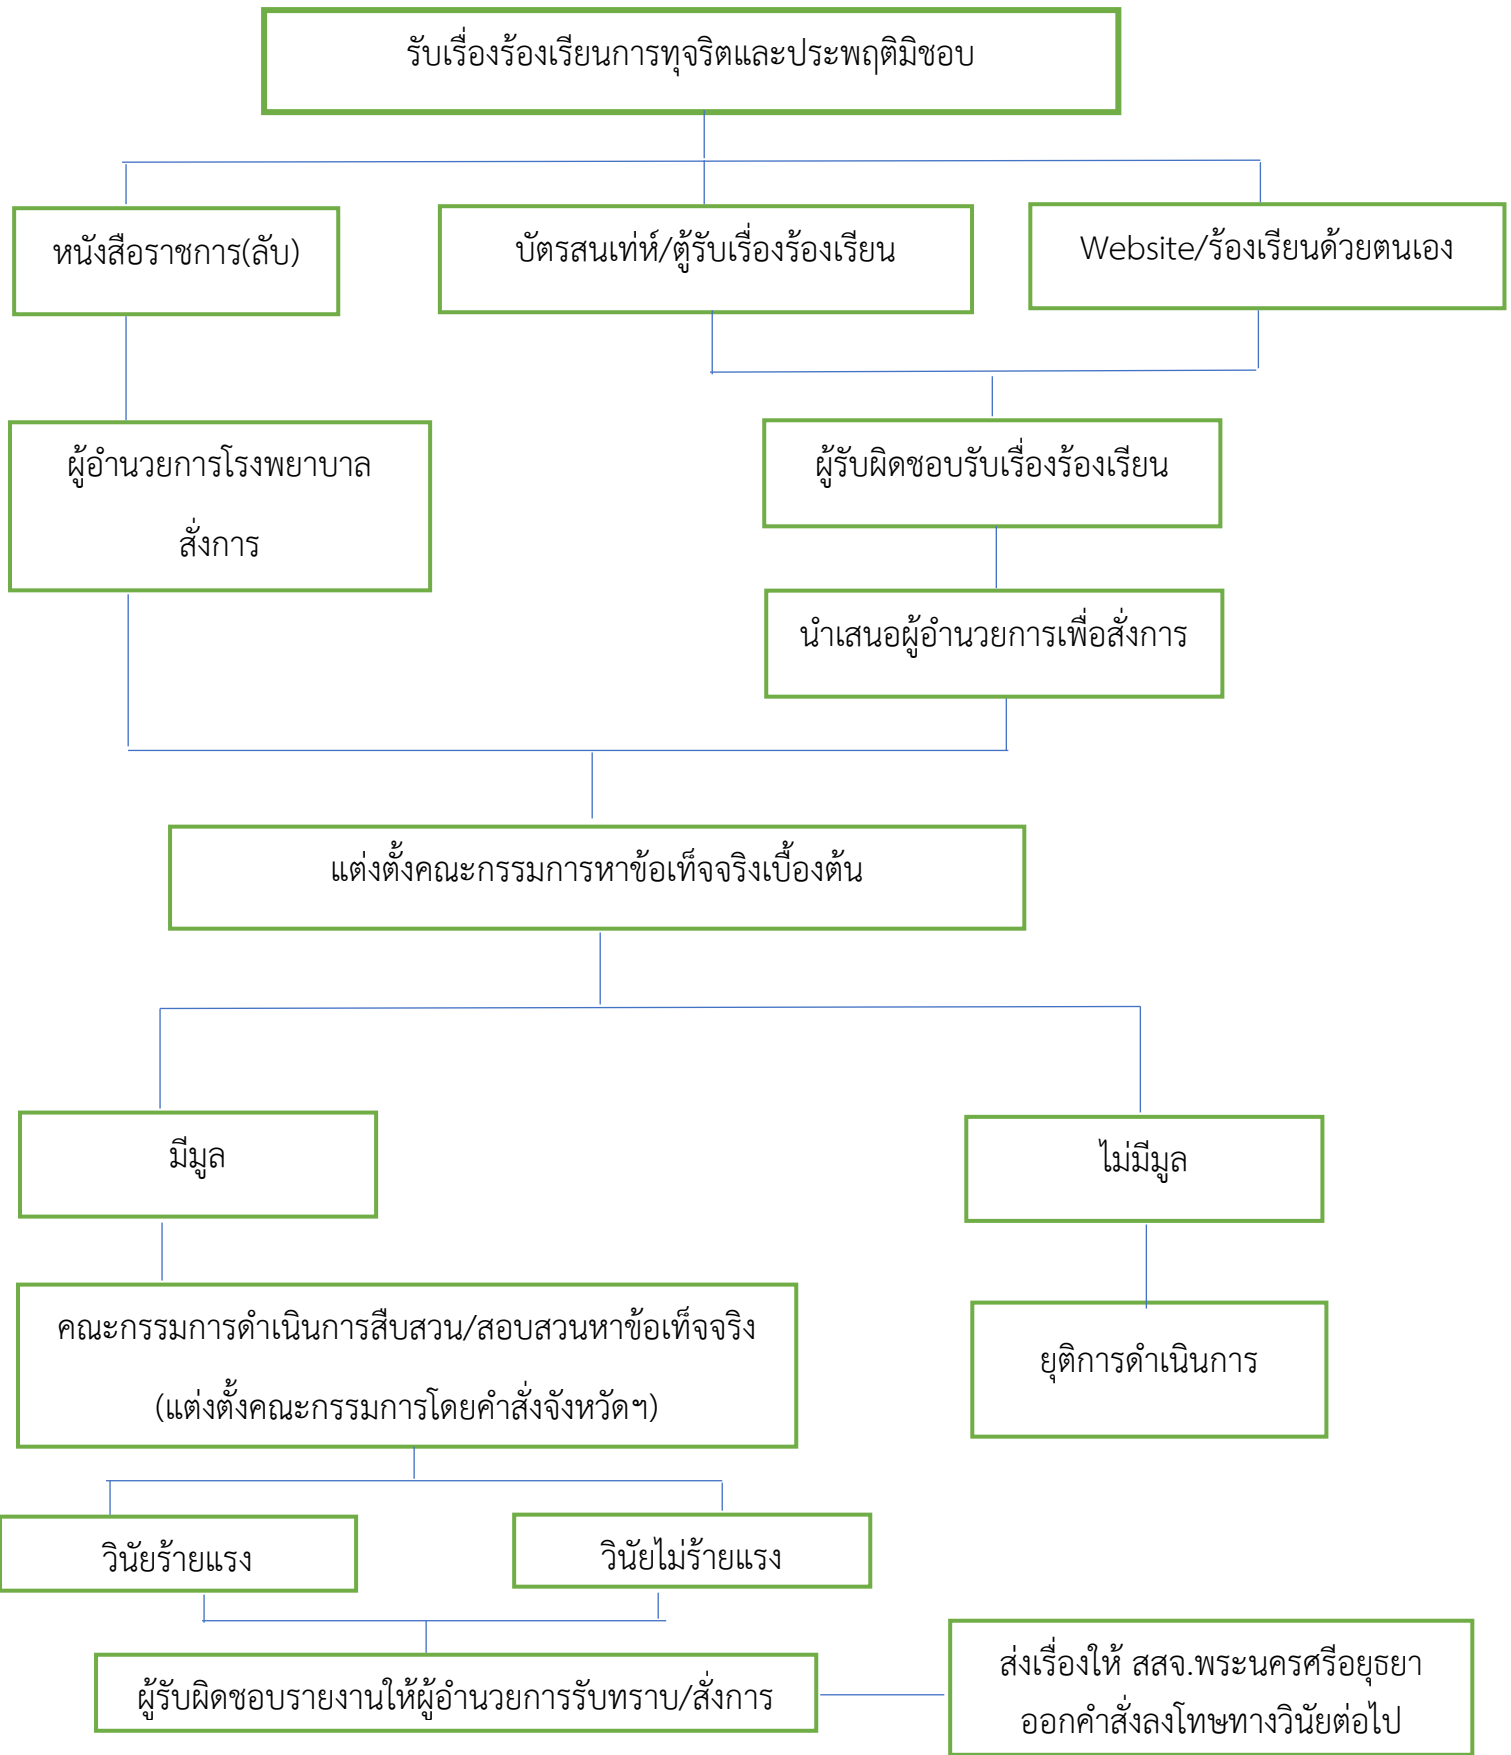 รับเรื่องร้องเรียนการทุจริตและประพฤติมิชอบ
หนังสือราชการ(ลับ)
บัตรสนเท่ห์/ตู้รับเรื่องร้องเรียน
Website/ร้องเรียนด้วยตนเอง
ผู้อำนวยการโรงพยาบาล
สั่งการ
ผู้รับผิดชอบรับเรื่องร้องเรียน
นำเสนอผู้อำนวยการเพื่อสั่งการ
แต่งตั้งคณะกรรมการหาข้อเท็จจริงเบื้องต้น
มีมูล
ไม่มีมูล
คณะกรรมการดำเนินการสืบสวน/สอบสวนหาข้อเท็จจริง
(แต่งตั้งคณะกรรมการโดยคำสั่งจังหวัดฯ)
ยุติการดำเนินการ
วินัยร้ายแรง
วินัยไม่ร้ายแรง
ผู้รับผิดชอบรายงานให้ผู้อำนวยการรับทราบ/สั่งการ
ส่งเรื่องให้ สสจ.พระนครศรีอยุธยา
ออกคำสั่งลงโทษทางวินัยต่อไป